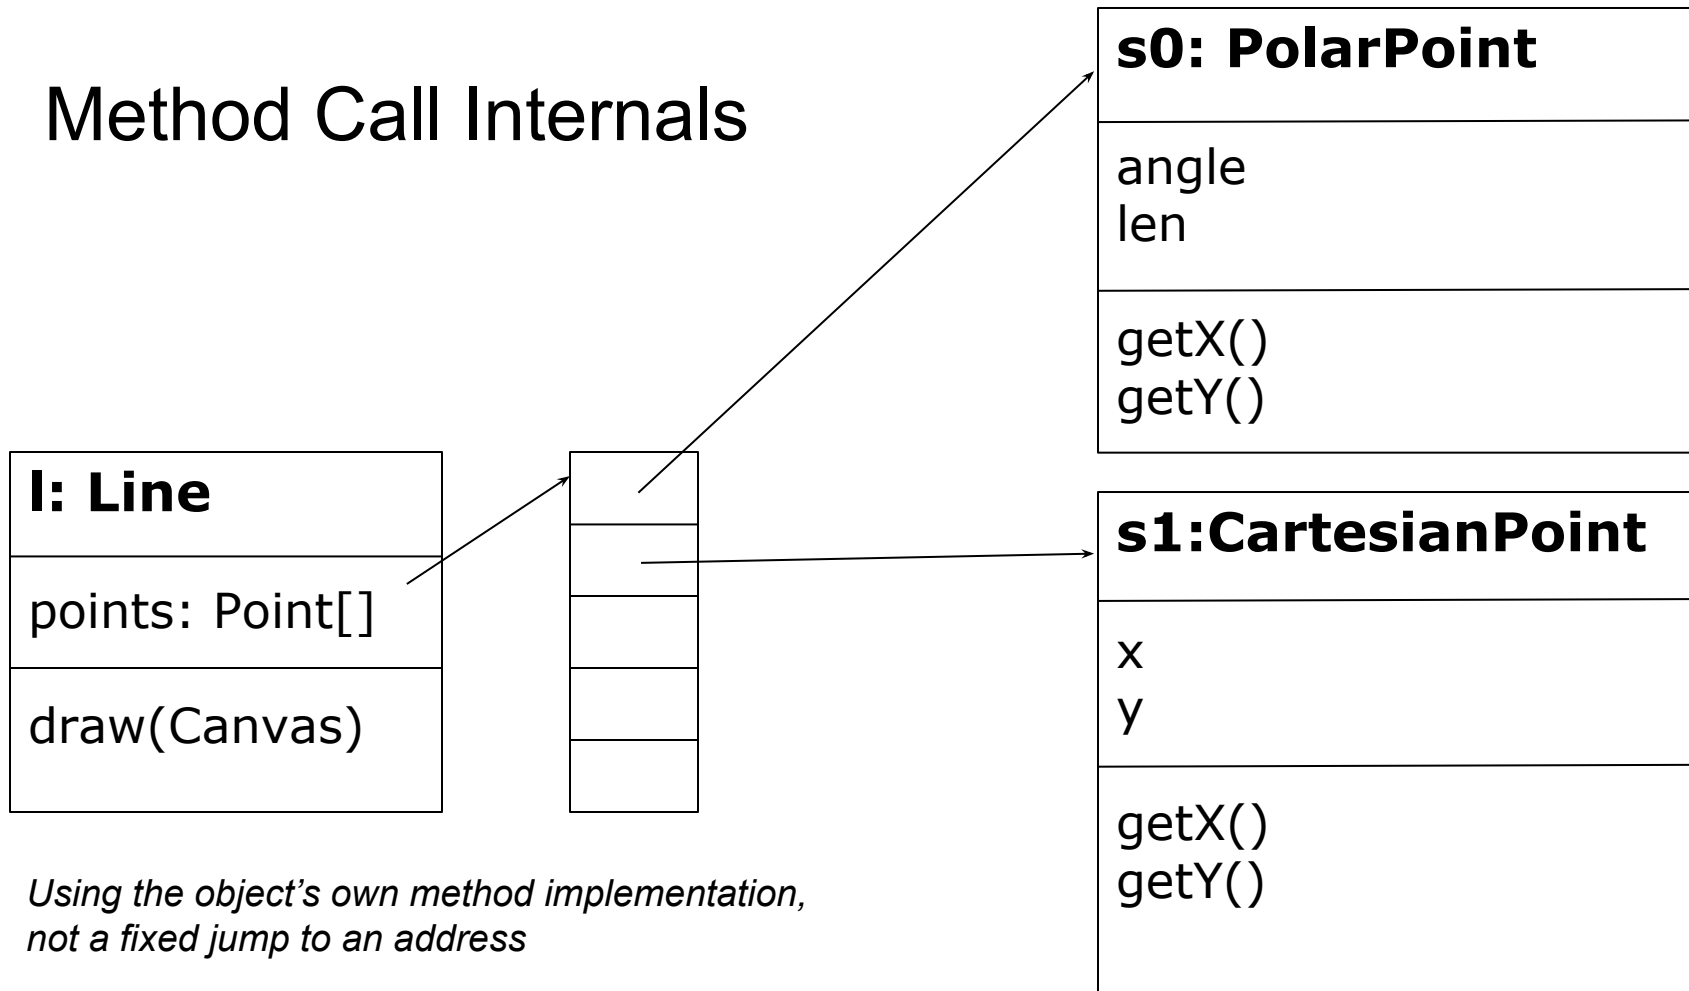 Method Call Internals
s0: PolarPoint
angle
len
getX()
getY()
l: Line
points: Point[]
draw(Canvas)
s1:CartesianPoint
x
y
getX()
getY()
Using the object’s own method implementation,
not a fixed jump to an address